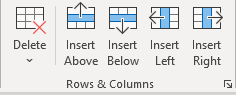 Delete Insert Insert Insert Insert
Above Below Left Right
Rows & Columns